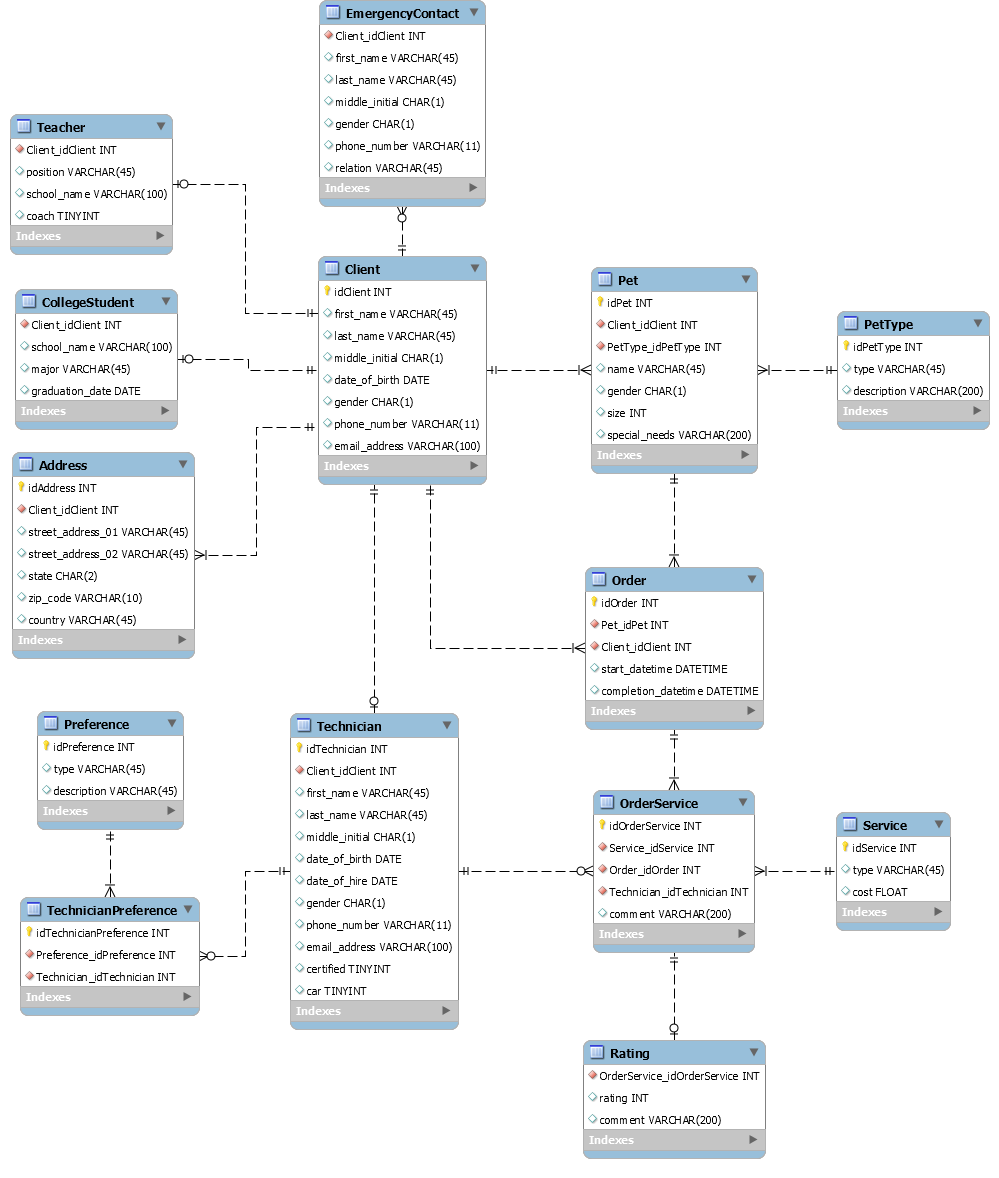 EmergencyContact
Client_idClient INT
first_name VARCHAR(45)
last_name VARCHAR(45)
middle_initial CHAR(1)
gender CHAR(1)
phone_number VARCHAR(11)
relation VARCHAR(45)
Indexes
Teacher
Client_idClient INT
position VARCHAR(45)
school_name VARCHAR(100)
coach TINYINT
Indexes
CollegeStudent
Client_idClient INT
school_name VARCHAR(100)
major VARCHAR(45)
graduation_date DATE
Indexes
Client
idClient INT
first_name VARCHAR(45)
last_name VARCHAR(45)
middle_initial CHAR(1)
date_of_birth DATE
gender CHAR(1)
phone_number VARCHAR(11)
email_address VARCHAR(100)
Indexes
Pet
idPet INT
Client_idClient INT
PetType_idPetType INT
name VARCHAR(45)
gender CHAR(1)
size INT
special_needs VARCHAR(200)
Indexes
PetType
idPetType INT
type VARCHAR(45)
description VARCHAR(200)
Indexes
Address
idAddress INT
Client_idClient INT
street_address_01 VARCHAR(45)
street_address_02 VARCHAR(45)
state CHAR(2)
zip_code VARCHAR(10)
country VARCHAR(45)
Indexes
Order
idOrder INT
Pet_idPet INT
Client_idClient INT
start_datetime DATETIME
completion_datetime DATETIME
Indexes
Preference
idPreference INT
type VARCHAR(45)
description VARCHAR(45)
Indexes
Technician
idTechnician INT
Client_idClient INT
first_name VARCHAR(45)
last_name VARCHAR(45)
middle_initial CHAR(1)
date_of_birth DATE
date_of_hire DATE
gender CHAR(1)
phone_number VARCHAR(11)
email_address VARCHAR(100)
certified TINYINT
car TINYINT
Indexes
OrderService
idOrderService INT
Service_idService INT
Order_idOrder INT
Technician_idTechnician INT
comment VARCHAR(200)
Indexes
Service
idService INT
type VARCHAR(45)
cost FLOAT
Indexes
TechnicianPreference
idTechnicianPreference INT
Preference_idPreference INT
Technician_idTechnician INT
Indexes
Rating
OrderService_idOrderService INT
rating INT
comment VARCHAR(200)
Indexes